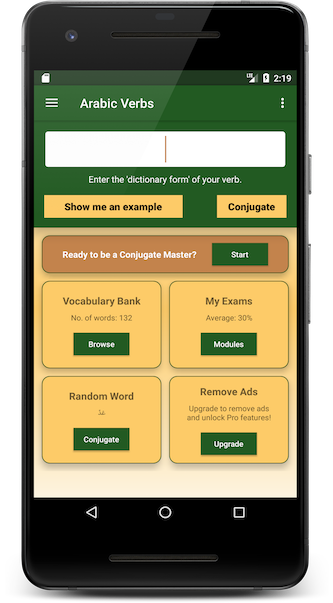 LTE 2:19
Arabic Verbs
Enter the 'dictionary form' of your verb.
Show me an example Conjugate
Ready to be a Conjugate Master? Start
Vocabulary Bank
No. of words: 132
Browse
My Exams
Average: 30%
Modules
Random Word
Conjugate
Remove Ads
Upgrade to remove ads
and unlock Pro features!
Upgrade